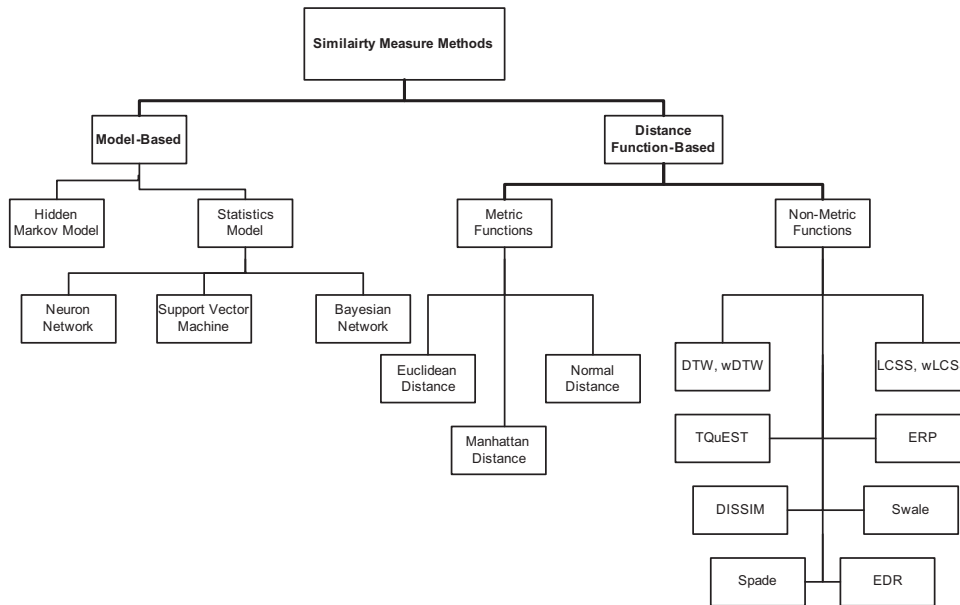 Similairty Measure Methods
Model-Based
Distance
Function-Based
Hidden
Markov Model
Statistics
Model
Metric
Functions
Non-Metric
Functions
Neuron
Network
Support Vector
Machine
Bayesian
Network
Euclidean
Distance
Normal
Distance
DTW, wDTW
LCSS, wLCS
Manhattan
Distance
TQuEST
ERP
DISSIM
Swale
Spade
EDR